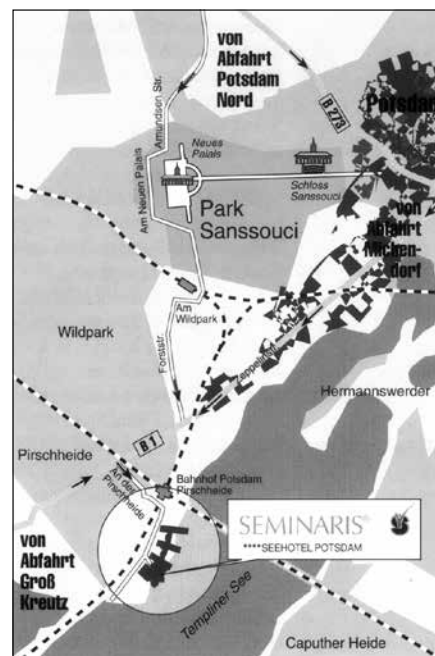 von
Abfahrt
Potsdam
Nord
Amundsen Str.
B 273
Potsdam
Neues
Palais
Schloss
Sanssouci
Am Neuen Palais
Park
Sanssouci
von
Abfahrt
Michen-
dorf
Am
Wildpark
Wildpark
Forststr.
Zeppelinstr.
Hermannswerder
B 1
Pirschheide
An der
Pirschheide
Bahnhof Potsdam
Pirschheide
SEMINARIS®
****SEEHOTEL POTSDAM
von
Abfahrt
Groß
Kreutz
Templiner See
Caputher Heide